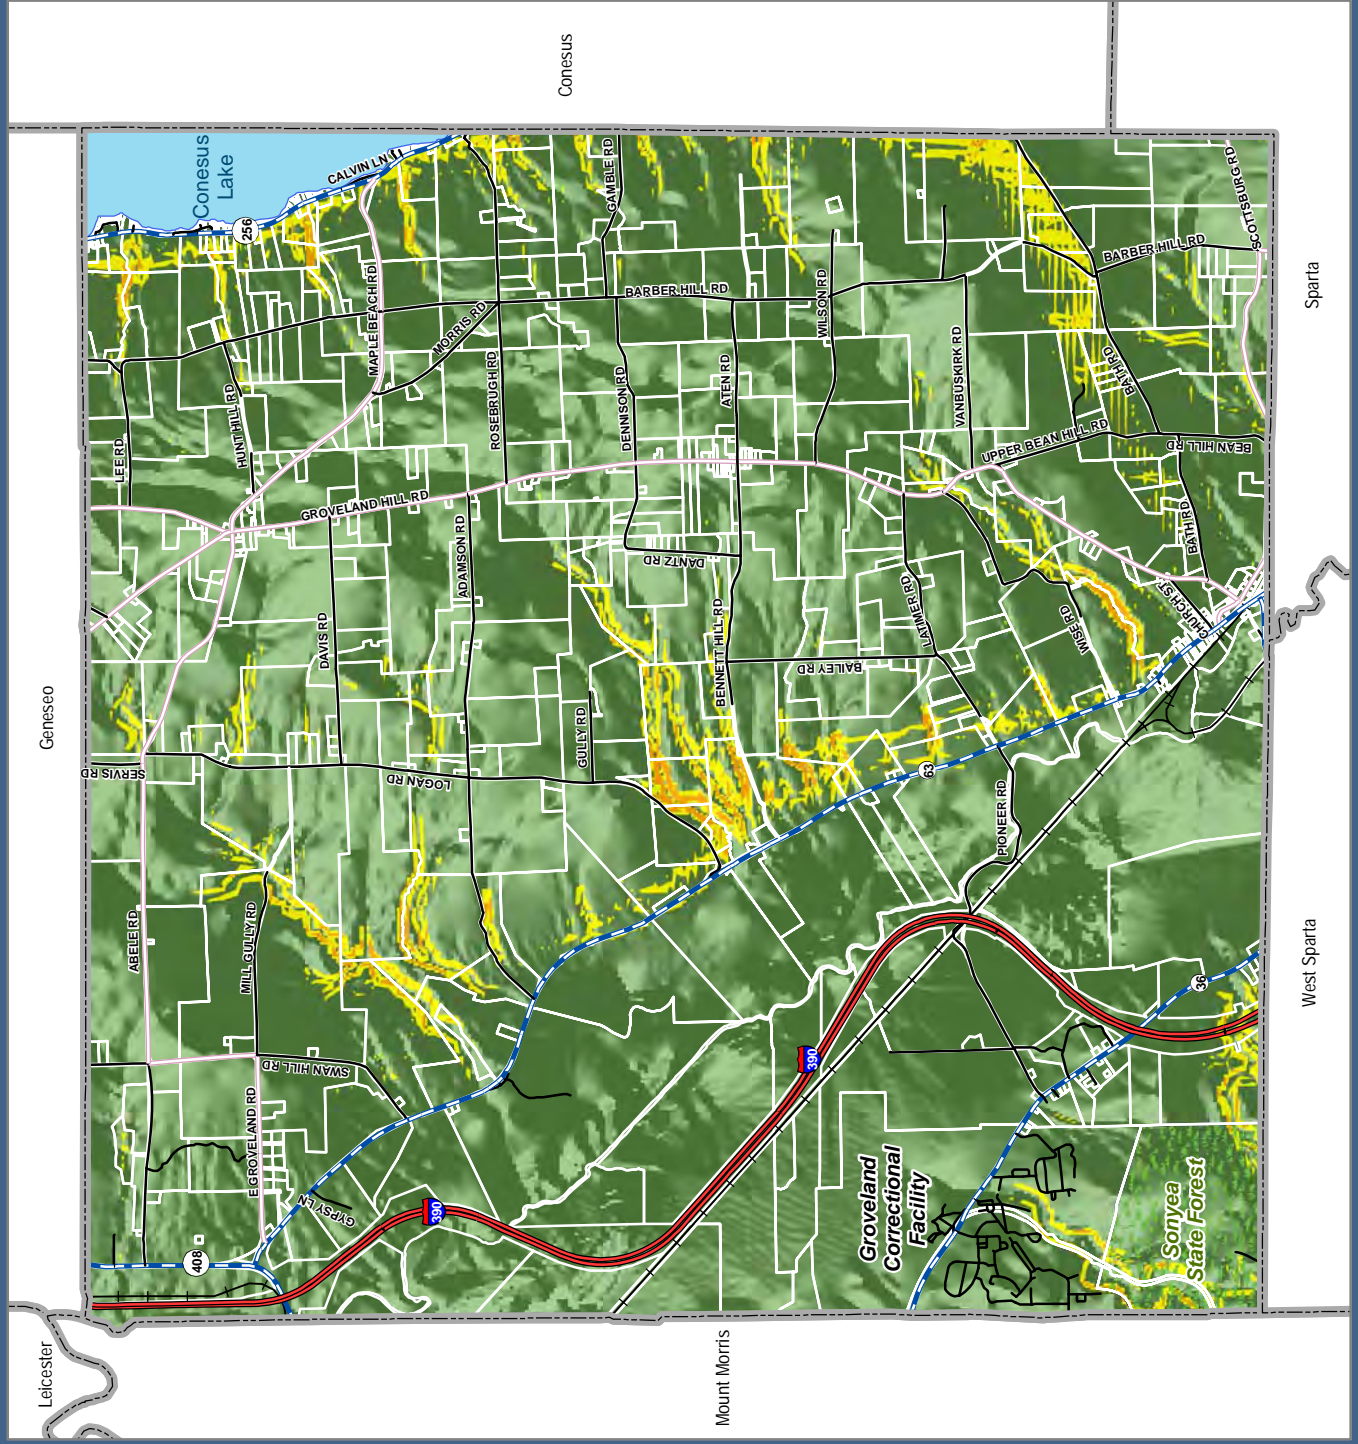 Conesus
Conesus
Lake
CALVIN LN
256
GAMBLE RD
SCOTTSBURG RD
BARBER HILL RD
MAPLE BEACH RD
MORRIS RD
BARBER HILL RD
WILSON RD
Sparta
LEE RD
HUNT HILL RD
ROSEBRUGH RD
DENNISON RD
ATEN RD
VANBUSKIRK RD
BATH RD
UPPER BEAN HILL RD
BEAN HILL RD
GROVELAND HILL RD
ADAMSON RD
DANTZ RD
BATH RD
DAVIS RD
BENNETT HILL RD
LATIMER RD
WISE RD
CHURCH ST
BAILEY RD
Geneseo
SERVIS RD
LOGAN RD
GULLY RD
63
PIONEER RD
ABELE RD
MILL GULLY RD
36
West Sparta
SWAN HILL RD
390
E GROVELAND RD
GYPSY LN
390
408
Groveland
Correctional
Facility
Sonyea
State Forest
Leicester
Mount Morris